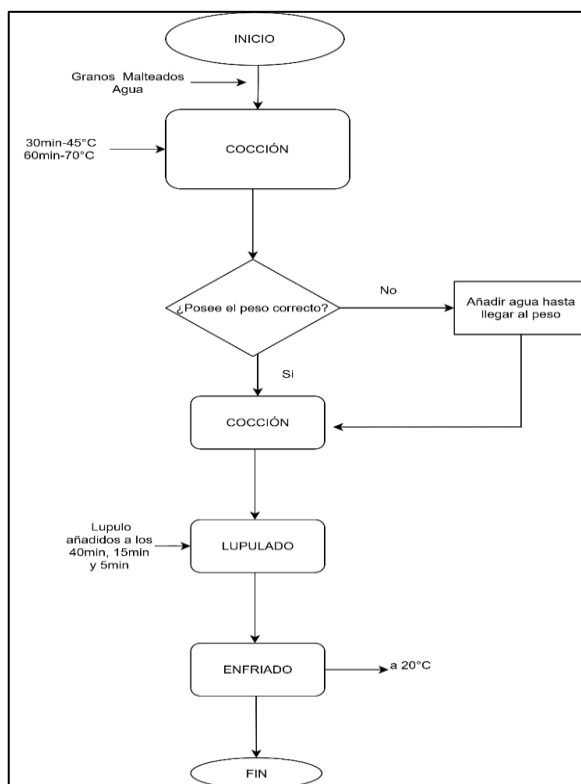 INICIO
Granos Malteados
Agua
30min-45°C
60min-70°C
COCCIÓN
¿Posee el peso correcto?
No
Añadir agua hasta
llegar al peso
Si
COCCIÓN
Lupulo
añadidos a los
40min, 15min
y 5min
LUPULADO
ENFRIADO
a 20°C
FIN